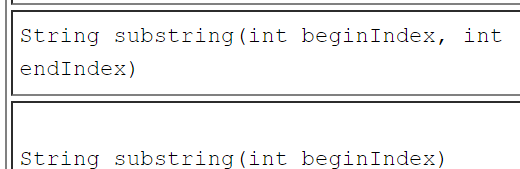 String substring(int beginIndex, int
endIndex)
String substring(int beginIndex)